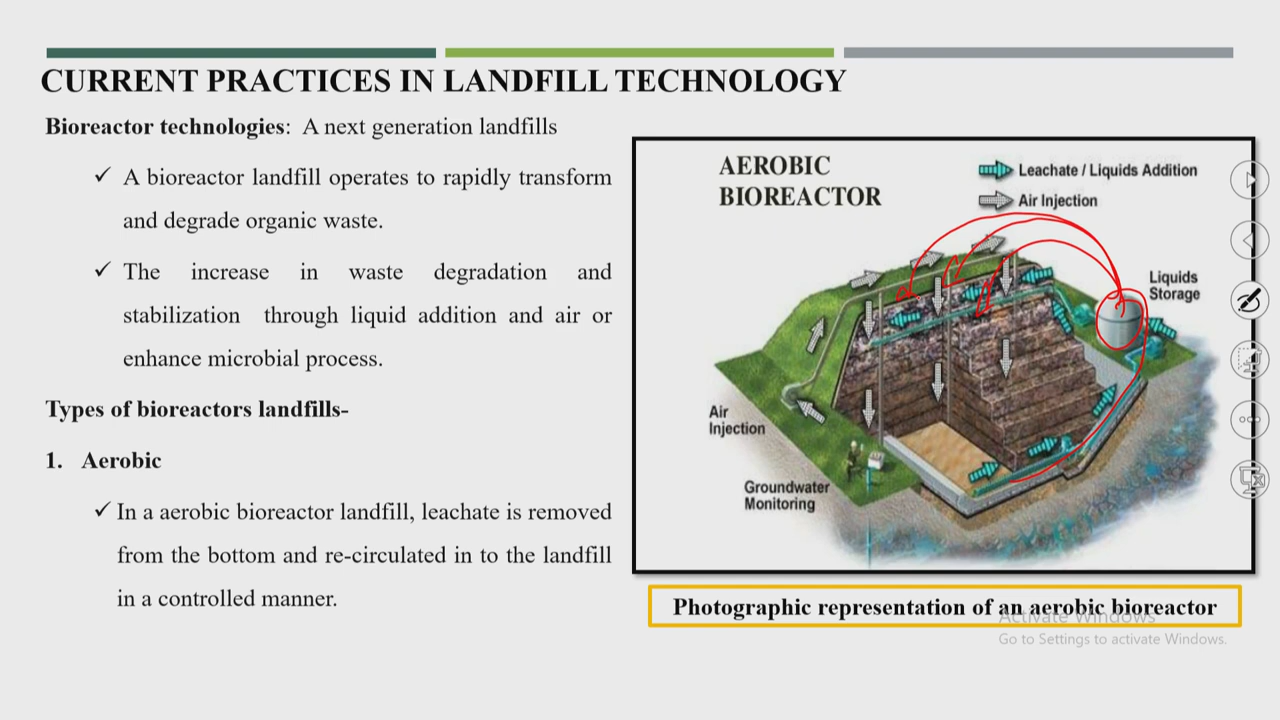 CURRENT PRACTICES IN LANDFILL TECHNOLOGY
Bioreactor technologies: A next generation landfills
✓ A bioreactor landfill operates to rapidly transform
and degrade organic waste.
✓ The increase in waste degradation and
stabilization through liquid addition and air or
enhance microbial process.
Types of bioreactors landfills-
1. Aerobic
✓ In a aerobic bioreactor landfill, leachate is removed
from the bottom and re-circulated in to the landfill
in a controlled manner.
AEROBIC
BIOREACTOR
Leachate / Liquids Addition
Air Injection
Liquids
Storage
Air
Injection
Groundwater
Monitoring
Photographic representation of an aerobic bioreactor
Activate Windows
Go to Settings to activate Windows.